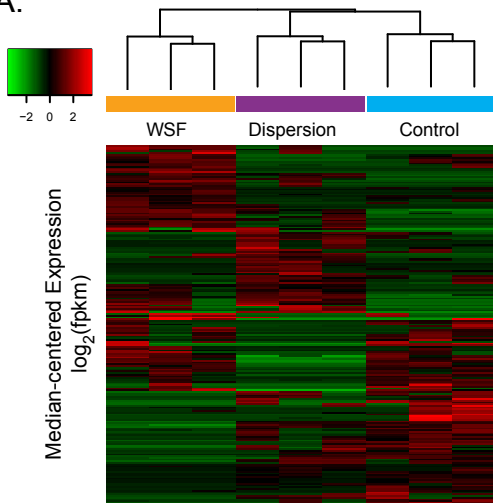 A.
−2 0 2
WSF Dispersion Control
Median-centered Expression
log2(fpkm)